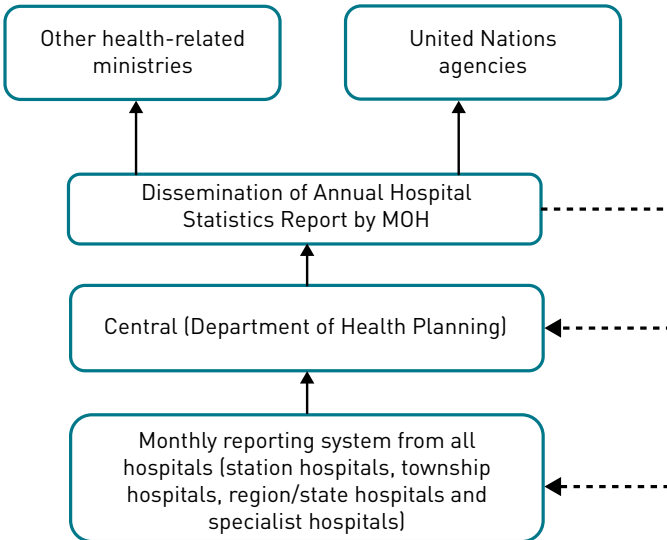 Other health-related
ministries
United Nations
agencies
Dissemination of Annual Hospital
Statistics Report by MOH
Central (Department of Health Planning)
Monthly reporting system from all
hospitals (station hospitals, township
hospitals, region/state hospitals and
specialist hospitals)